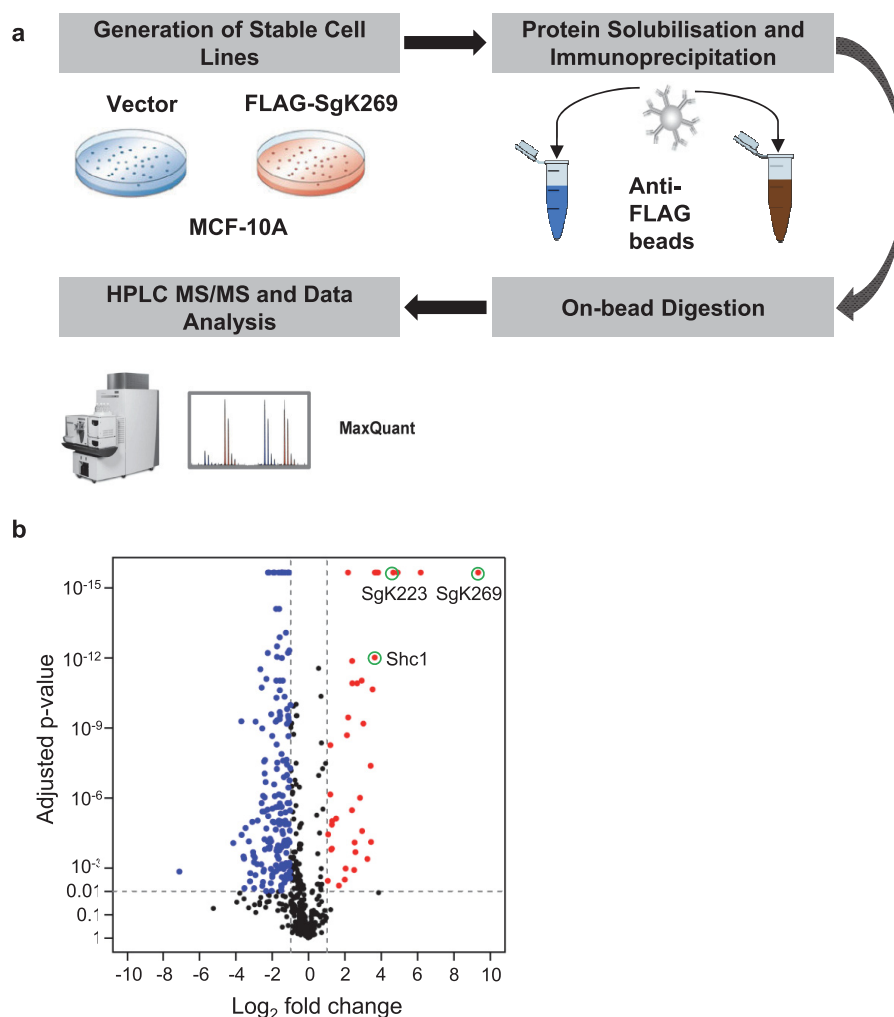 a
Generation of Stable Cell
Lines
Protein Solubilisation and
Immunoprecipitation
Vector
FLAG-SgK269
MCF-10A
Anti-
FLAG
beads
HPLC MS/MS and Data
Analysis
On-bead Digestion
MaxQuant
b
Adjusted p-value
10-15
10-12
10-9
10-6
10-3
0.01
0.1
1
SgK223
SgK269
Shc1
-10 -8 -6 -4 -2 0 2 4 6 8 10
Log2 fold change